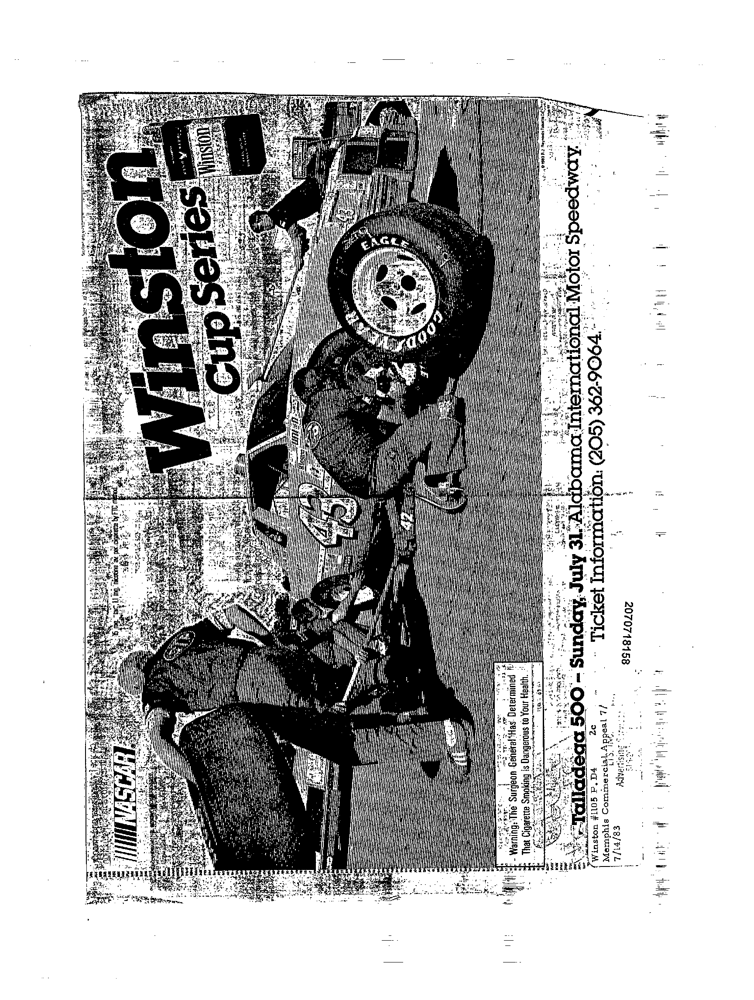 NASCAR
Winston
Cup Series
Winston
43
EAGLE
GOODYEAR
43
42
Warning: The Surgeon General Has Determined
That Cigarette Smoking Is Dangerous to Your Health.
Talladega 500 – Sunday, July 31. Alabama International Motor Speedway.
Ticket Information: (205) 362-9064.
Winston #1105 P.D4 2c
Memphis Commercial Appeal 7/
7/14/83
Advertising
2070718158